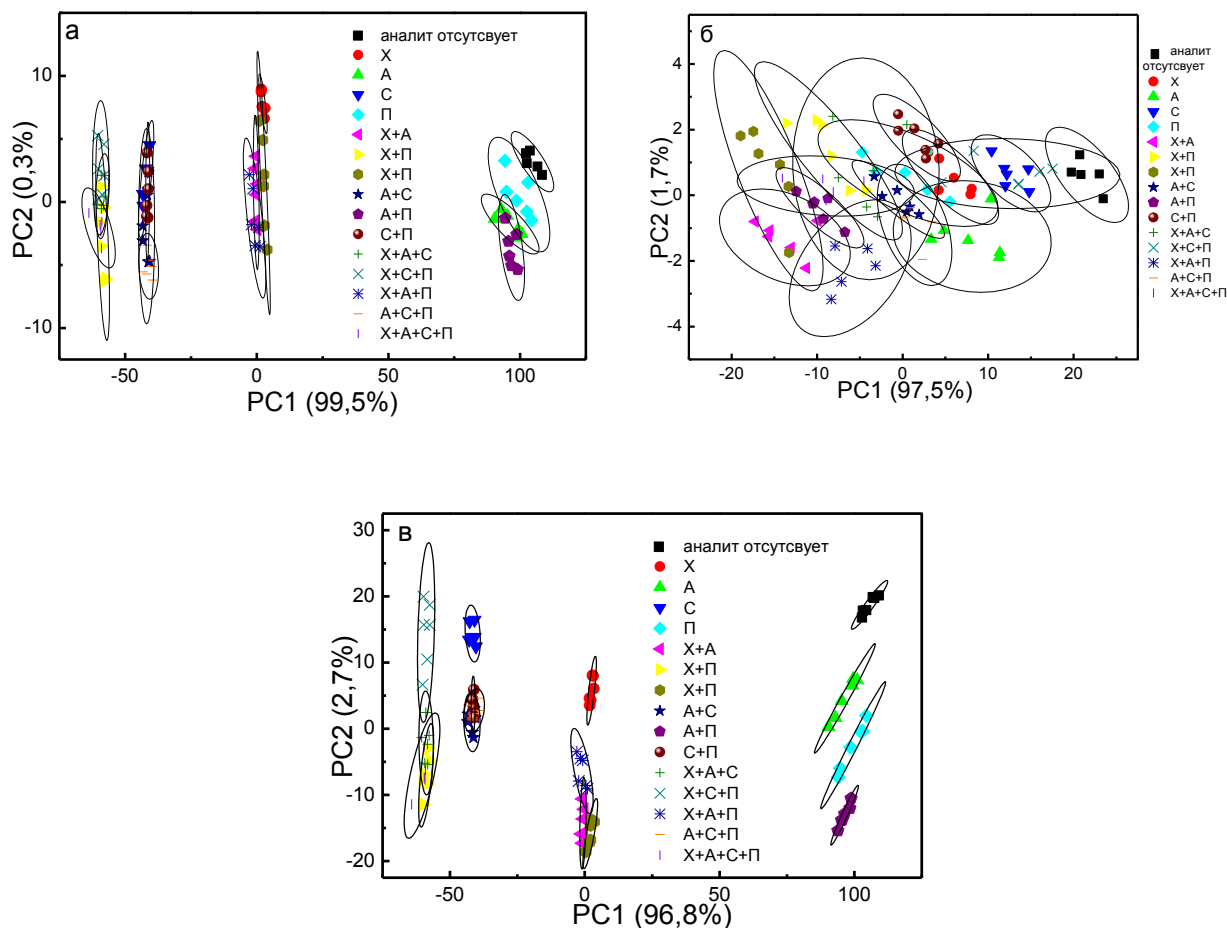 а
10
0
-10
PC2 (0,3%)
-50
0
50
100
PC1 (99,5%)
аналит отсутсвует
Х
А
С
П
Х+А
Х+П
Х+П
А+С
А+П
С+П
Х+А+С
Х+С+П
Х+А+П
А+С+П
Х+А+С+П
б
4
2
0
-2
-4
PC2 (1,7%)
-20
-10
0
10
20
PC1 (97,5%)
аналит
отсутсвует
Х
А
С
П
Х+А
Х+П
Х+П
А+С
А+П
С+П
Х+А+С
Х+С+П
Х+А+П
А+С+П
Х+А+С+П
в
30
20
10
0
-10
-20
PC2 (2,7%)
-50
0
50
100
PC1 (96,8%)
аналит отсутсвует
Х
А
С
П
Х+А
Х+П
Х+П
А+С
А+П
С+П
Х+А+С
Х+С+П
Х+А+П
А+С+П
Х+А+С+П